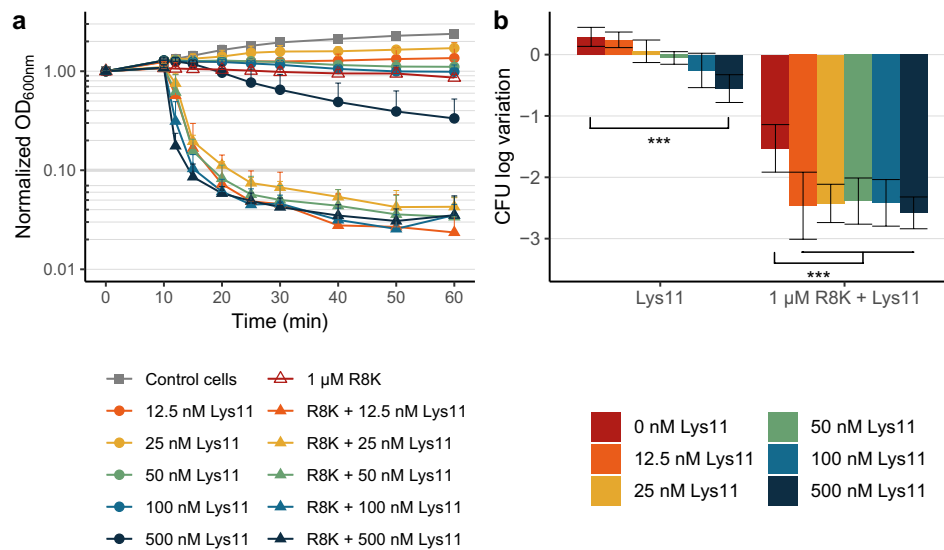 a
Normalized OD600nm
1.00
0.10
0.01
0 10 20 30 40 50 60
Time (min)
Control cells
12.5 nM Lys11
25 nM Lys11
50 nM Lys11
100 nM Lys11
500 nM Lys11
1 µM R8K
R8K + 12.5 nM Lys11
R8K + 25 nM Lys11
R8K + 50 nM Lys11
R8K + 100 nM Lys11
R8K + 500 nM Lys11
b
CFU log variation
0
−1
−2
−3
***
***
Lys11 1 µM R8K + Lys11
0 nM Lys11
12.5 nM Lys11
25 nM Lys11
50 nM Lys11
100 nM Lys11
500 nM Lys11